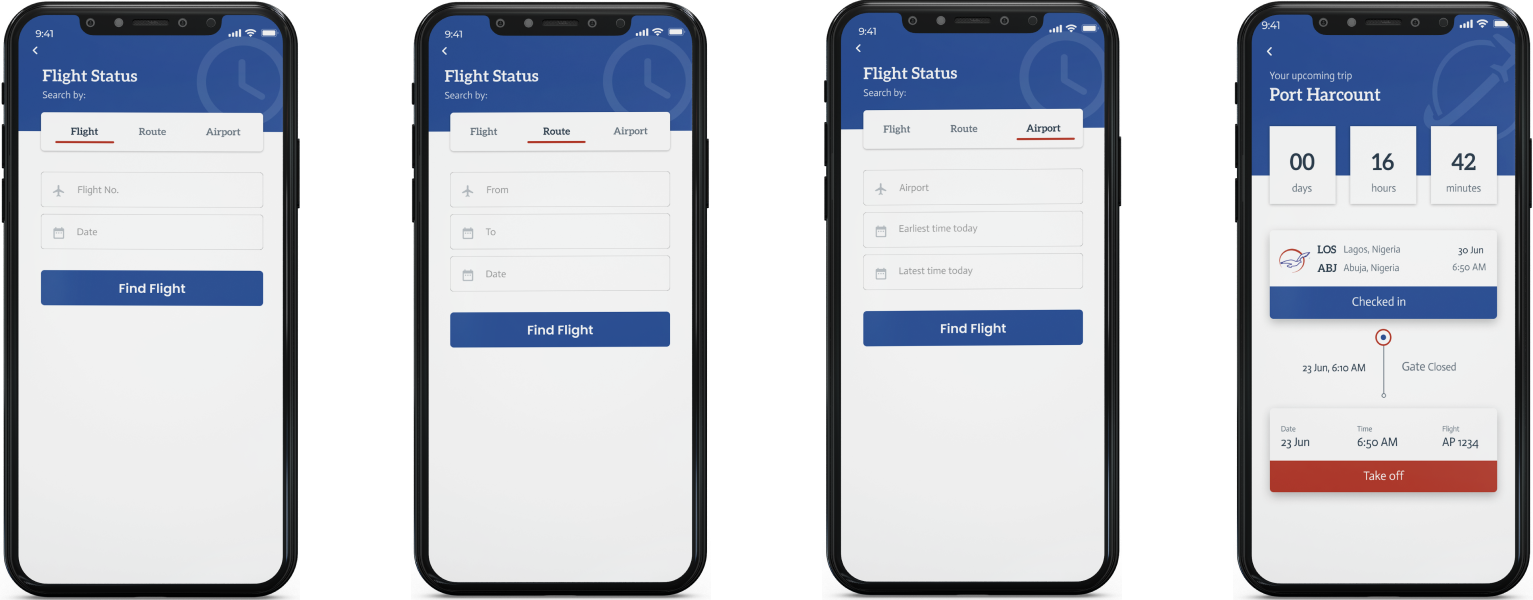 9:41
Flight Status
Search by:
Flight Route Airport
Flight No.
Date
Find Flight
9:41
Flight Status
Search by:
Flight Route Airport
From
To
Date
Find Flight
9:41
Flight Status
Search by:
Flight Route Airport
Airport
Earliest time today
Latest time today
Find Flight
9:41
Your upcoming trip
Port Harcount
00 16 42
days hours minutes
LOS Lagos, Nigeria 30 Jun
ABJ Abuja, Nigeria 6:50 AM
Checked in
23 Jun, 6:10 AM Gate Closed
Date Time Flight
23 Jun 6:50 AM AP 1234
Take off